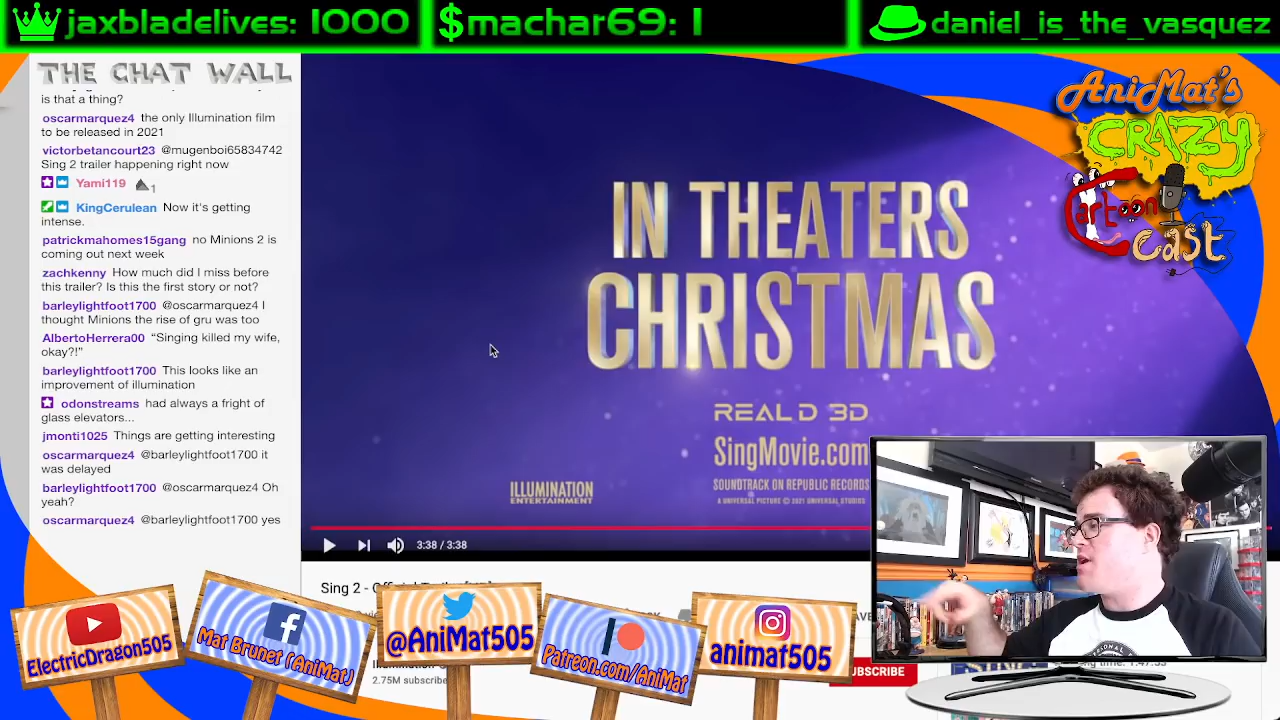 jaxbladelives: 1000
$machar69: 1
daniel_is_the_vasquez
THE CHAT WALL
is that a thing?
oscarmarquez4 the only Illumination film
to be released in 2021
victorbetancourt23 @mugenboi65834742
Sing 2 trailer happening right now
Yami119 1
KingCerulean Now it's getting
intense.
patrickmahomes15gang no Minions 2 is
coming out next week
zachkenny How much did I miss before
this trailer? Is this the first story or not?
barleylightfoot1700 @oscarmarquez4 I
thought Minions the rise of gru was too
AlbertoHerrera00 “Singing killed my wife,
okay?!”
barleylightfoot1700 This looks like an
improvement of illumination
odonstreams had always a fright of
glass elevators...
jmonti1025 Things are getting interesting
oscarmarquez4 @barleylightfoot1700 it
was delayed
barleylightfoot1700 @oscarmarquez4 Oh
yeah?
oscarmarquez4 @barleylightfoot1700 yes
IN THEATERS
CHRISTMAS
REAL D 3D
SingMovie.com
SOUNDTRACK ON REPUBLIC RECORDS
A UNIVERSAL PICTURE © 2021 UNIVERSAL STUDIOS
ILLUMINATION
ENTERTAINMENT
3:38 / 3:38
Sing 2 -
2.75M
AniMat's
CRAZY
Cartoon
Cast
ElectricDragon505
Mat Brunet (AniMat)
@AniMat505
Patreon.com/AniMat
animat505